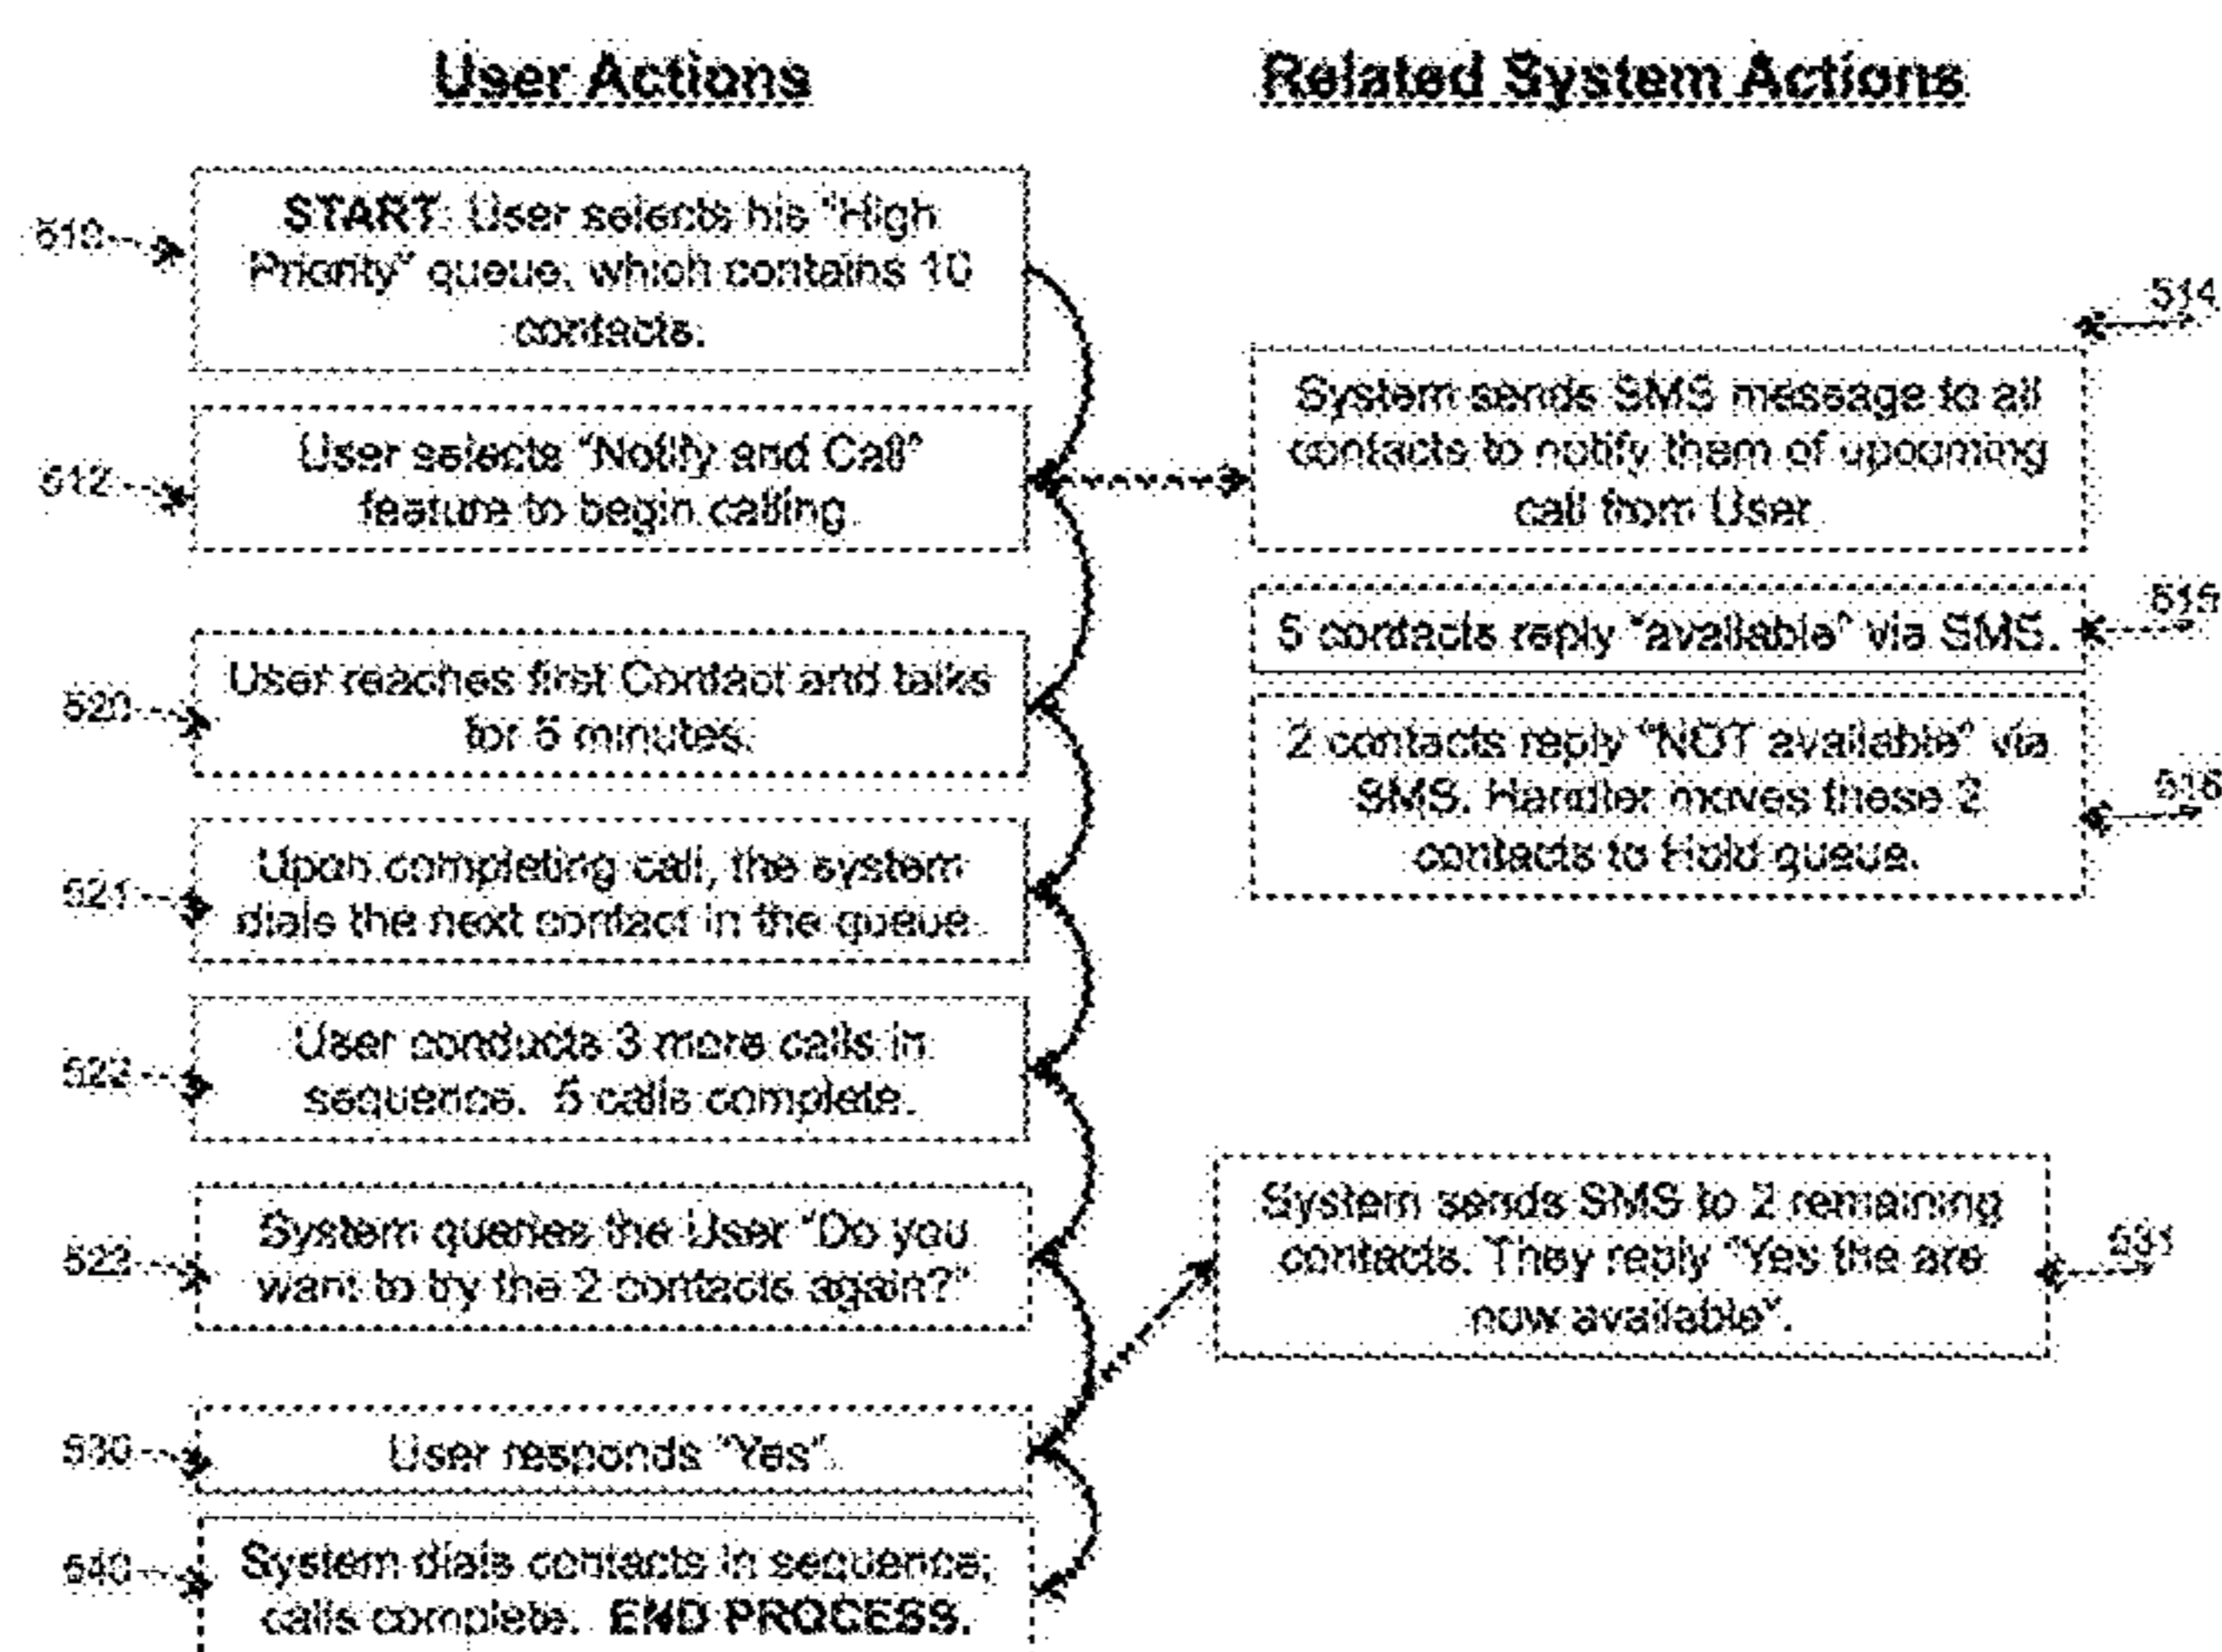 User Actions
Related System Actions
510
START: User selects his "High
Priority" queue, which contains 10
contacts.
512
User selects "Notify and Call"
feature to begin calling
514
System sends SMS message to all
contacts to notify them of upcoming
call from User
515
5 contacts reply "available" via SMS.
520
User reaches first Contact and talks
for 5 minutes.
2 contacts reply "NOT available" via
SMS. Handler moves these 2
contacts to Hold queue.
516
521
Upon completing call, the system
dials the next contact in the queue.
User conducts 3 more calls in
sequence. 5 calls complete.
System queries the User "Do you
want to try the 2 contacts again?"
System sends SMS to 2 remaining
contacts. They reply "Yes the are
now available".
531
530
User responds "Yes".
540
System dials contacts in sequence;
calls complete. END PROCESS.